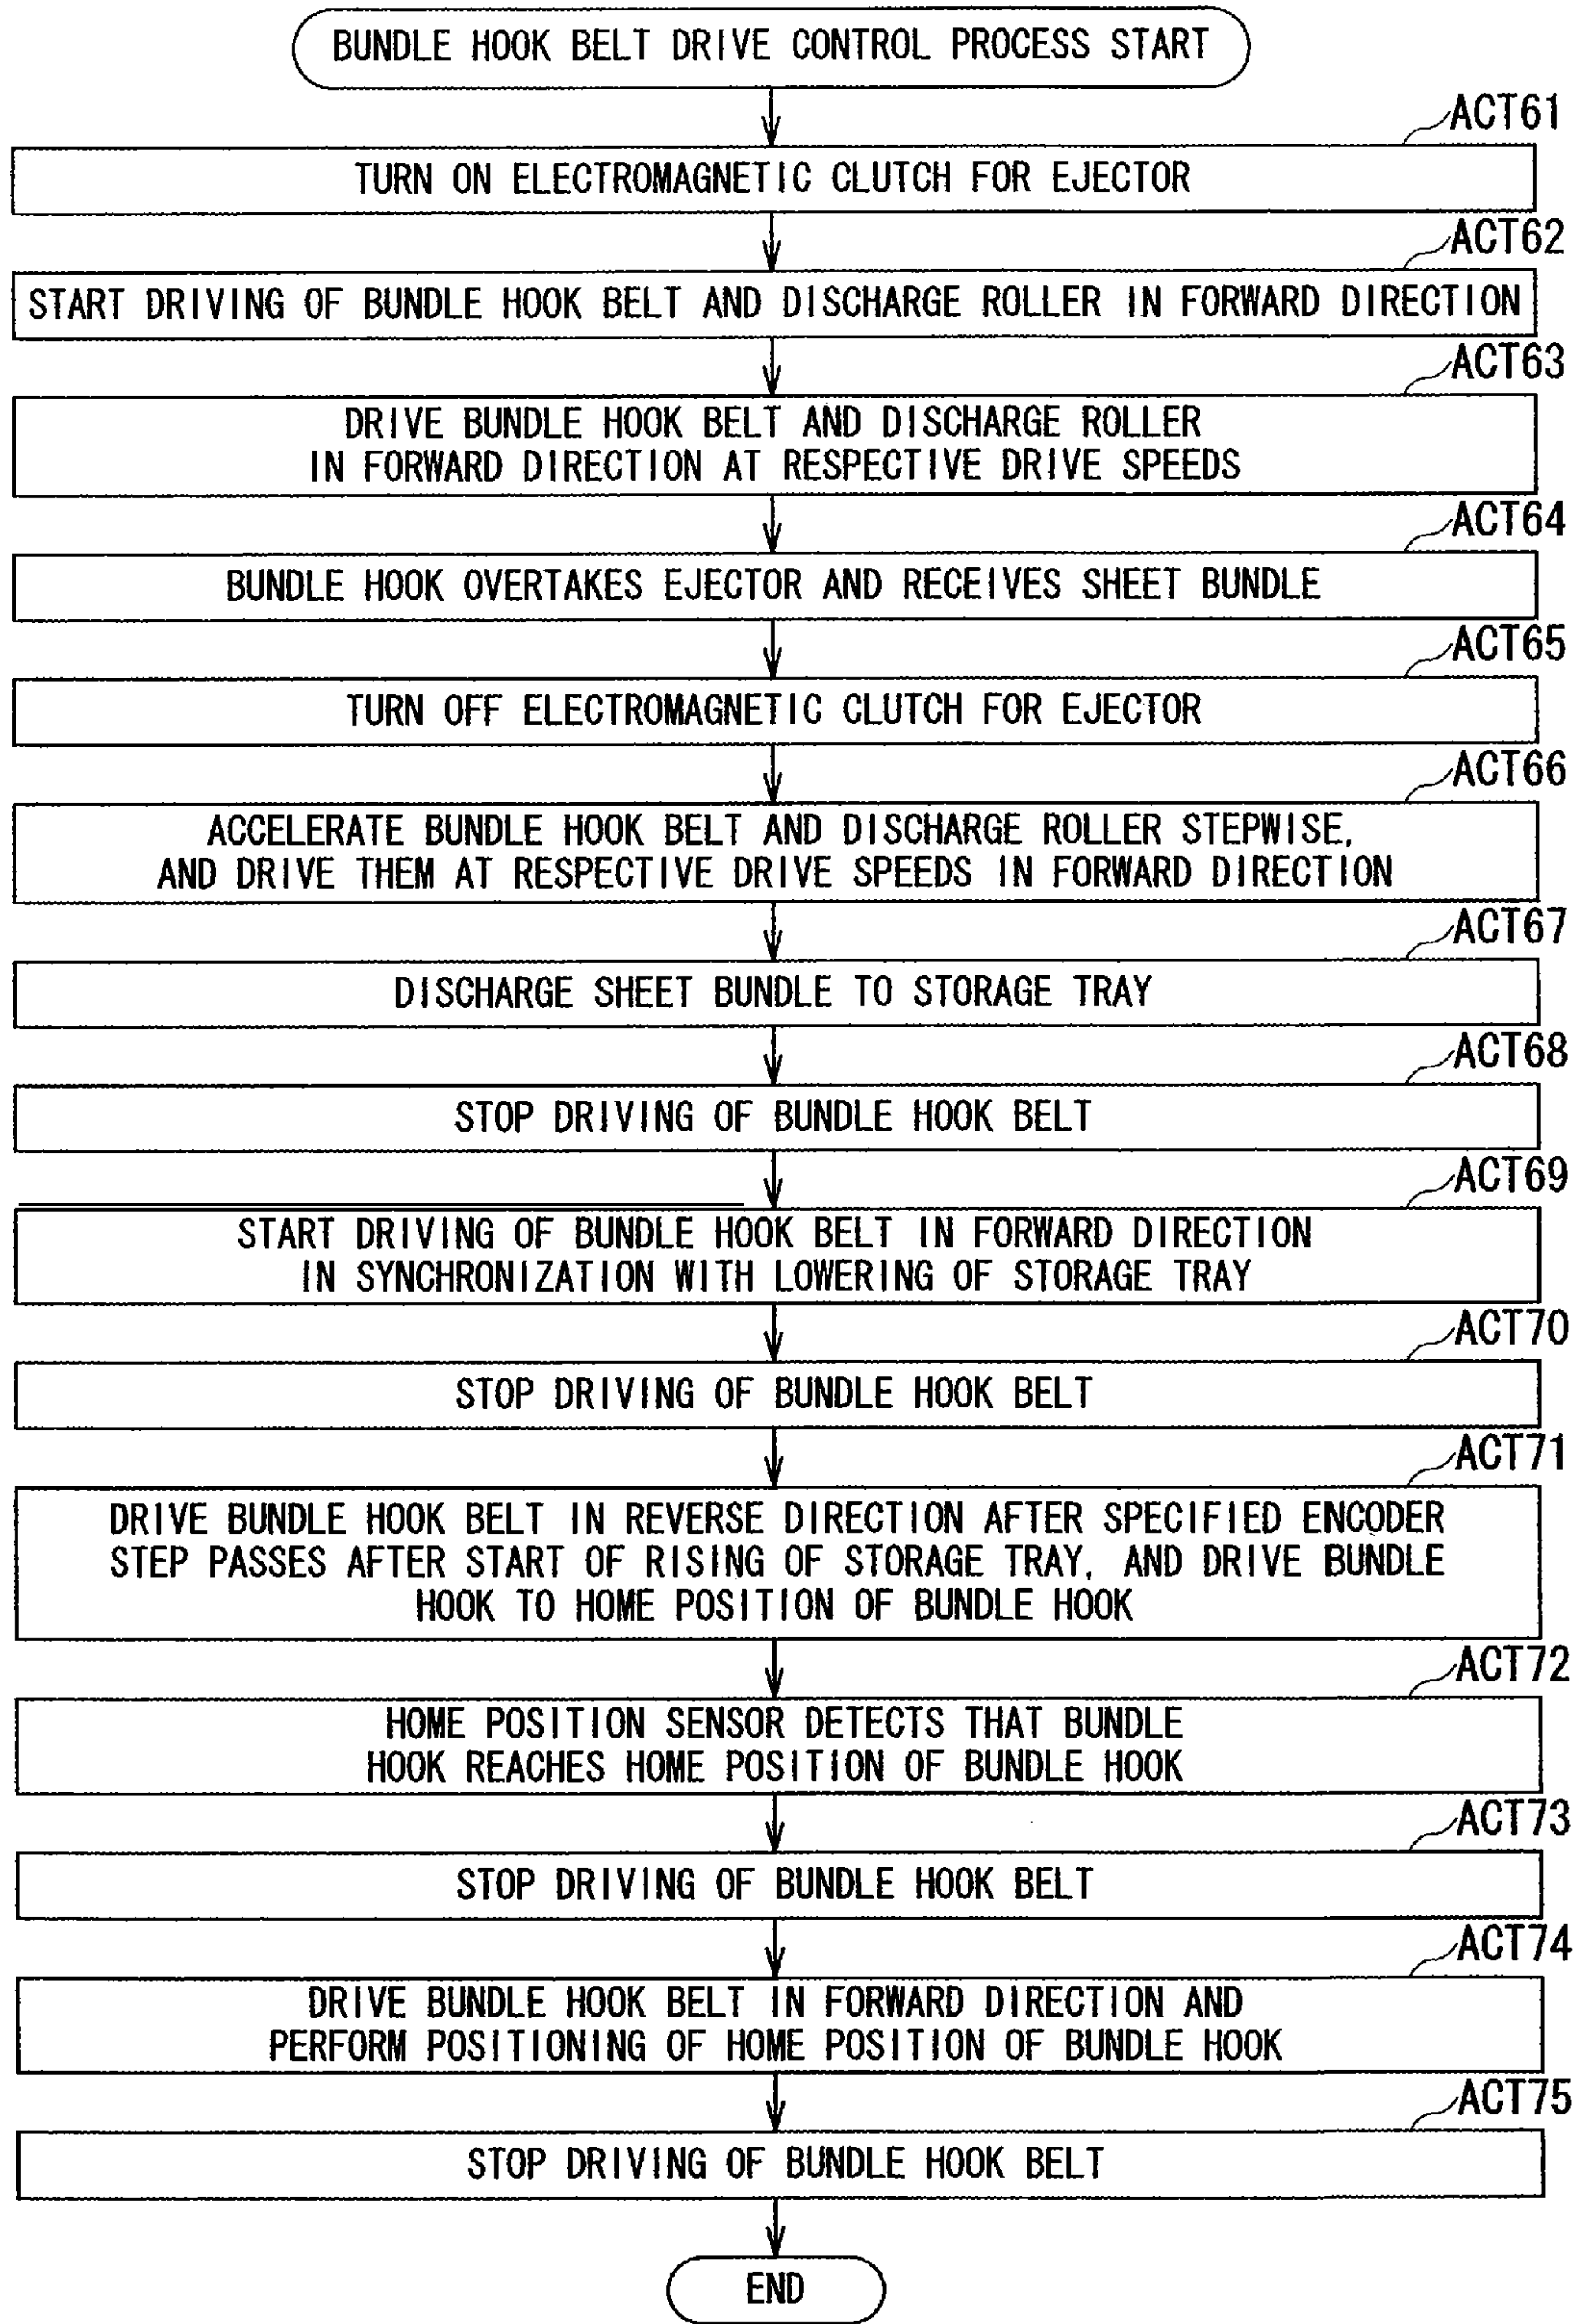 BUNDLE HOOK BELT DRIVE CONTROL PROCESS START
ACT61
TURN ON ELECTROMAGNETIC CLUTCH FOR EJECTOR
ACT62
START DRIVING OF BUNDLE HOOK BELT AND DISCHARGE ROLLER IN FORWARD DIRECTION
ACT63
DRIVE BUNDLE HOOK BELT AND DISCHARGE ROLLER
IN FORWARD DIRECTION AT RESPECTIVE DRIVE SPEEDS
ACT64
BUNDLE HOOK OVERTAKES EJECTOR AND RECEIVES SHEET BUNDLE
ACT65
TURN OFF ELECTROMAGNETIC CLUTCH FOR EJECTOR
ACT66
ACCELERATE BUNDLE HOOK BELT AND DISCHARGE ROLLER STEPWISE,
AND DRIVE THEM AT RESPECTIVE DRIVE SPEEDS IN FORWARD DIRECTION
ACT67
DISCHARGE SHEET BUNDLE TO STORAGE TRAY
ACT68
STOP DRIVING OF BUNDLE HOOK BELT
ACT69
START DRIVING OF BUNDLE HOOK BELT IN FORWARD DIRECTION
IN SYNCHRONIZATION WITH LOWERING OF STORAGE TRAY
ACT70
STOP DRIVING OF BUNDLE HOOK BELT
ACT71
DRIVE BUNDLE HOOK BELT IN REVERSE DIRECTION AFTER SPECIFIED ENCODER
STEP PASSES AFTER START OF RISING OF STORAGE TRAY, AND DRIVE BUNDLE
HOOK TO HOME POSITION OF BUNDLE HOOK
ACT72
HOME POSITION SENSOR DETECTS THAT BUNDLE
HOOK REACHES HOME POSITION OF BUNDLE HOOK
ACT73
STOP DRIVING OF BUNDLE HOOK BELT
ACT74
DRIVE BUNDLE HOOK BELT IN FORWARD DIRECTION AND
PERFORM POSITIONING OF HOME POSITION OF BUNDLE HOOK
ACT75
STOP DRIVING OF BUNDLE HOOK BELT
END